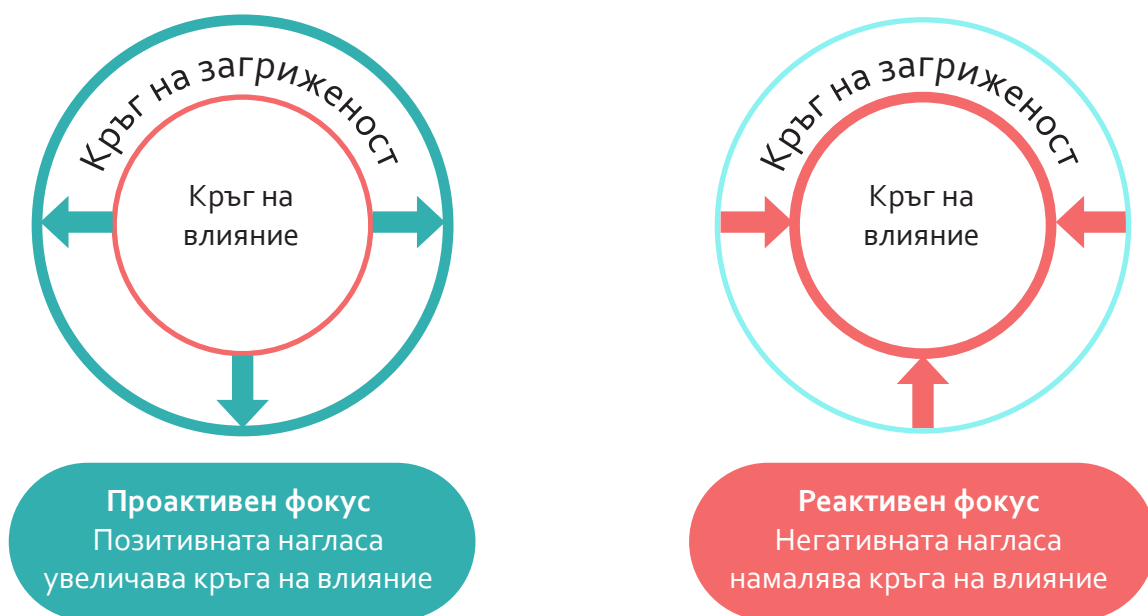 Кръг на загриженост
Кръг на
влияние
Проактивен фокус
Позитивната нагласа
увеличава кръга на влияние
Кръг на загриженост
Кръг на
влияние
Реактивен фокус
Негативната нагласа
намалява кръга на влияние